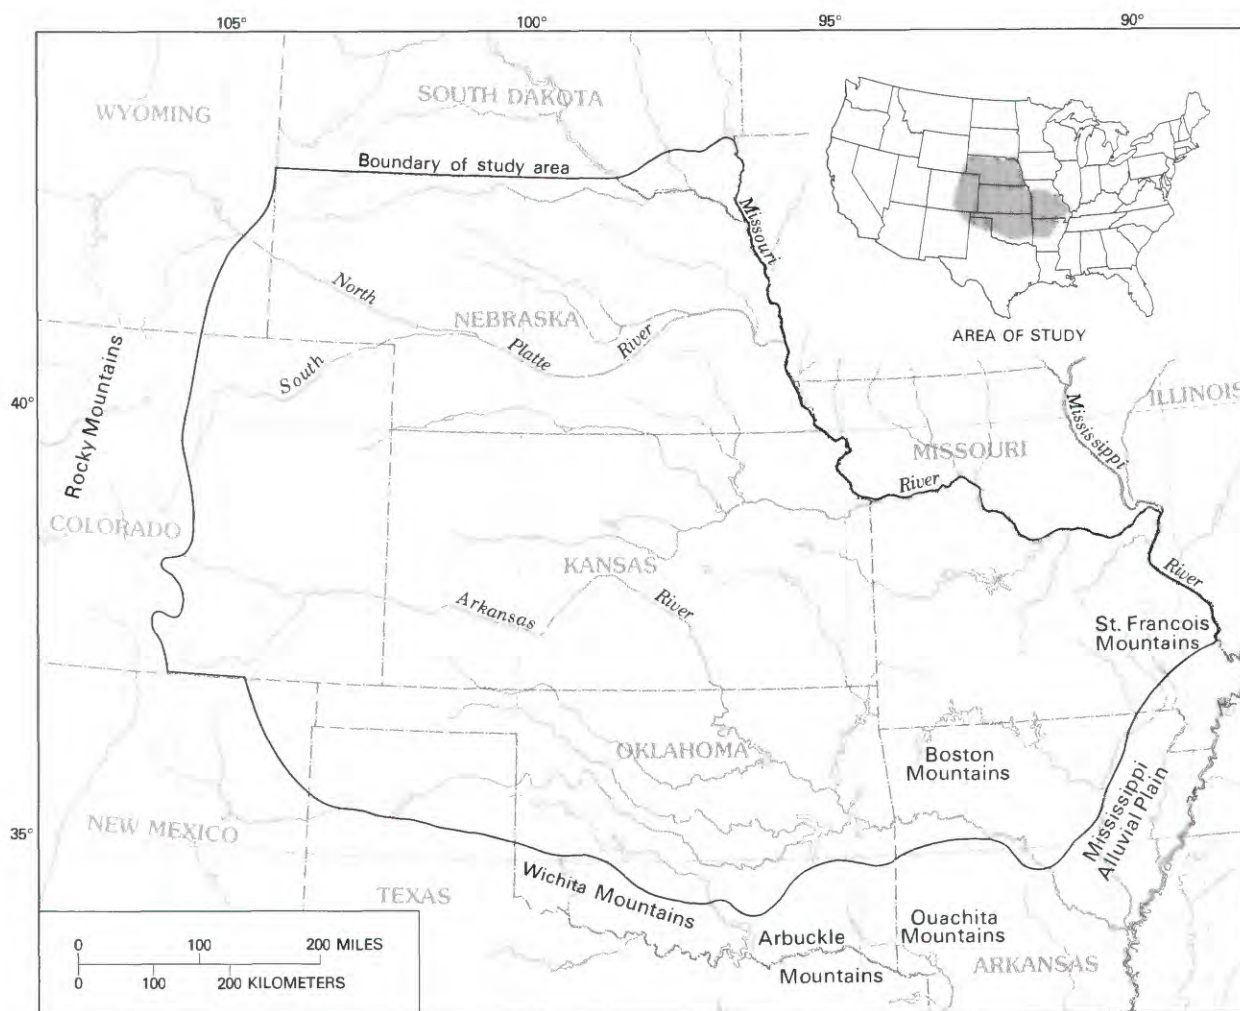 105°
100°
95°
90°
WYOMING
SOUTH DAKOTA
Boundary of study area
Missouri
North
NEBRASKA
South
Platte
River
AREA OF STUDY
40°
Rocky Mountains
Mississippi
ILLINOIS
MISSOURI
River
COLORADO
KANSAS
River
Arkansas
River
St. Francois
Mountains
OKLAHOMA
Boston
Mountains
Mississippi
Alluvial Plain
35°
NEW MEXICO
TEXAS
Wichita Mountains
Arbuckle
Mountains
Ouachita
Mountains
ARKANSAS
0 100 200 MILES
0 100 200 KILOMETERS